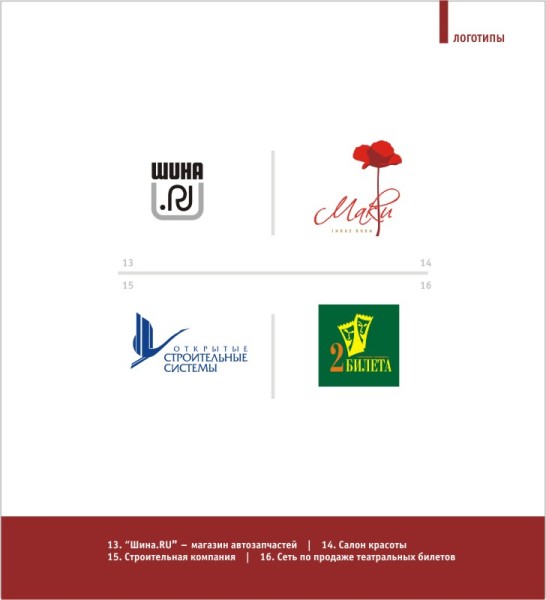 ЛОГОТИПЫ
ШИНА
.RU
Маки
13
14
15
16
ОТКРЫТЫЕ
СТРОИТЕЛЬНЫЕ
СИСТЕМЫ
2 БИЛЕТА
13. “Шина.RU” – магазин автозапчастей | 14. Салон красоты
15. Строительная компания | 16. Сеть по продаже театральных билетов